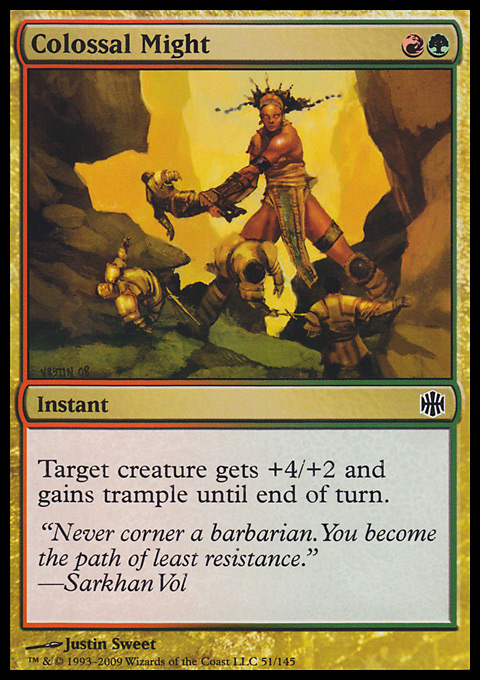 Colossal Might
Instant
Target creature gets +4/+2 and
gains trample until end of turn.
“Never corner a barbarian. You become
the path of least resistance.”
—Sarkhan Vol
Justin Sweet
™ & © 1993–2009 Wizards of the Coast LLC 51/145